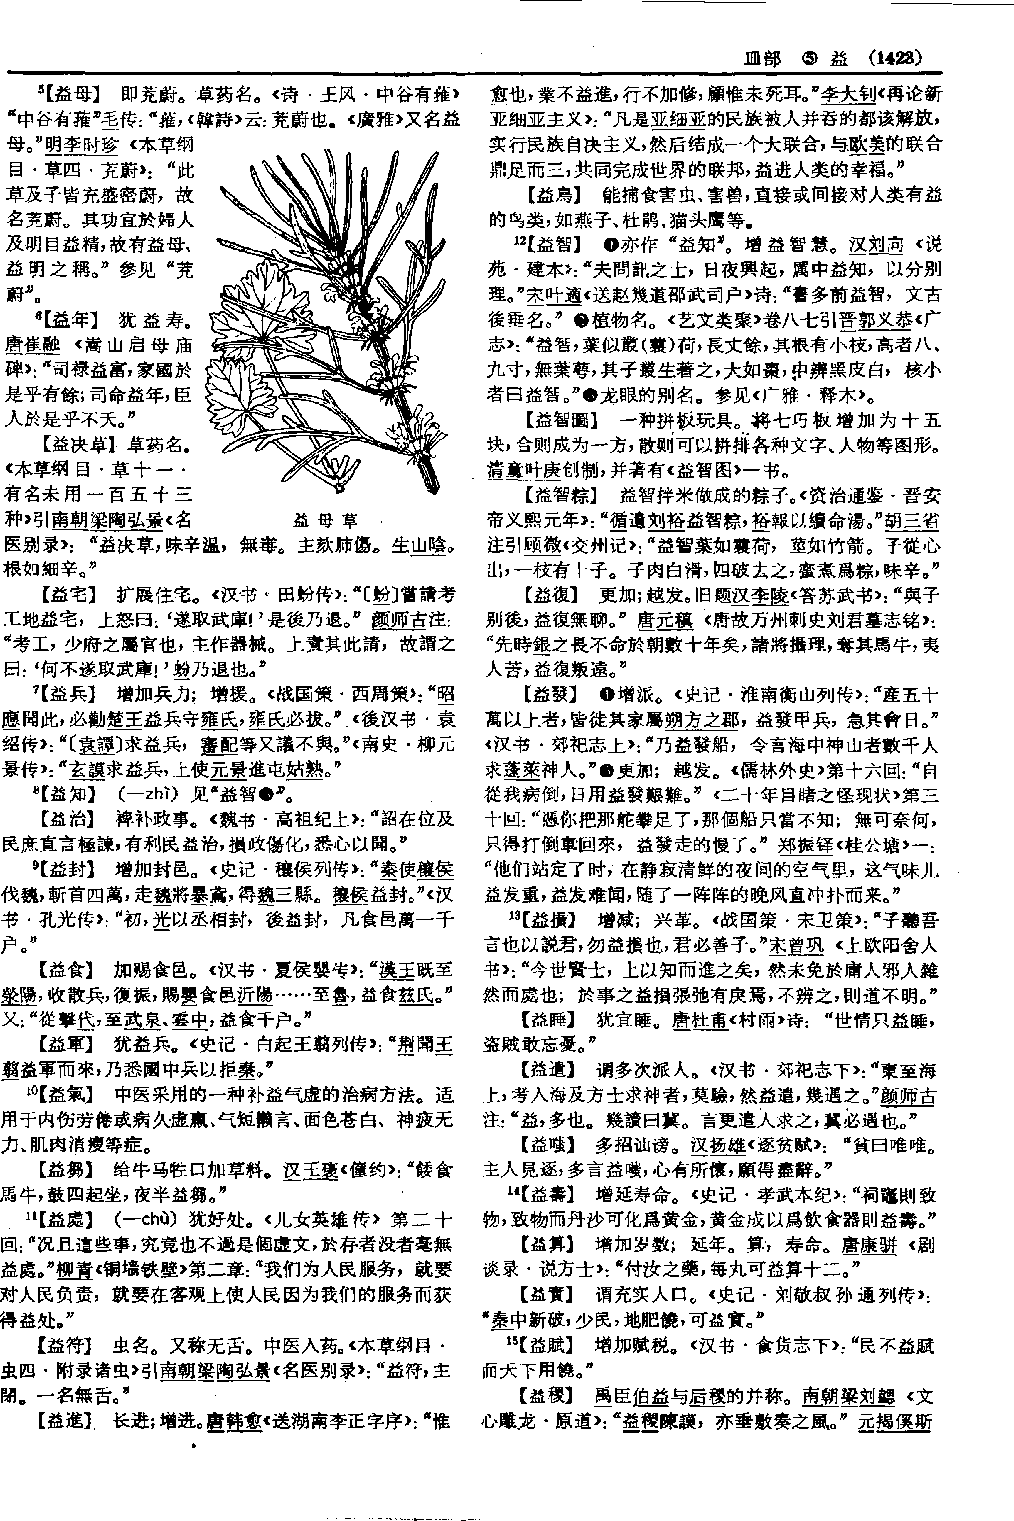 皿部 ⑤ 益 (1423)
⁵【益母】 即茺蔚。草药名。《诗·王风·中谷有蓷》
“中谷有蓷”毛传：“蓷，《韓詩》云：茺蔚也。《廣雅》又名益
母。”明李时珍《本草纲
目·草四·茺蔚》：“此
草及子皆充盛密蔚，故
名茺蔚。其功宜於婦人
及明目益精，故有益母、
益明之稱。”参见“茺
蔚”。
⁶【益年】 犹益寿。
唐崔融《嵩山启母庙
碑》：“司禄益富，家國於
是乎有餘；司命益年，臣
人於是乎不夭。”
【益决草】草药名。
《本草纲目·草十一·
有名未用一百五十三
种》引南朝梁陶弘景《名
益母草
医别录》：“益决草，味辛温，無毒。主欬肺傷。生山陰。
根如細辛。”
【益宅】 扩展住宅。《汉书·田蚡传》：“〔蚡〕嘗請考
工地益宅，上怒曰：‘遂取武庫！’是後乃退。”颜师古注：
“考工，少府之屬官也，主作器械。上責其此請，故謂之
曰：‘何不遂取武庫！’蚡乃退也。”
⁷【益兵】 增加兵力；增援。《战国策·西周策》：“昭
應聞此，必勸楚王益兵守雍氏，雍氏必拔。”《後汉书·袁
绍传》：“〔袁譚〕求益兵，審配等又議不與。”《南史·柳元
景传》：“玄謨求益兵，上使元景進屯姑熟。”
⁸【益知】 （—zhì）见“益智❶”。
【益治】 裨补政事。《魏书·高祖纪上》：“詔在位及
民庶直言極諫，有利民益治，損政傷化，悉心以聞。”
⁹【益封】 增加封邑。《史记·穰侯列传》：“秦使穰侯
伐魏，斬首四萬，走魏將暴鳶，得魏三縣。穰侯益封。”《汉
书·孔光传》：“初，光以丞相封，後益封，凡食邑萬一千
户。”
【益食】 加赐食邑。《汉书·夏侯嬰传》：“漢王既至
滎陽，收散兵，復振，賜嬰食邑沂陽……至魯，益食兹氏。”
又：“從擊代，至武泉、雲中，益食千户。”
【益軍】 犹益兵。《史记·白起王翦列传》：“荆聞王
翦益軍而來，乃悉國中兵以拒秦。”
¹⁰【益氣】 中医采用的一种补益气虚的治病方法。适
用于内伤劳倦或病久虚羸、气短懒言、面色苍白、神疲无
力、肌肉消瘦等症。
【益芻】 给牛马牲口加草料。汉王褒《僮约》：“餧食
馬牛，鼓四起坐，夜半益芻。”
¹¹【益處】 （—chù）犹好处。《儿女英雄传》第二十
回：“况且這些事，究竟也不過是個虚文，於存者没者毫無
益處。”柳青《铜墙铁壁》第二章：“我们为人民服务，就要
对人民负责，就要在客观上使人民因为我们的服务而获
得益处。”
【益符】 虫名。又称无舌。中医入药。《本草纲目·
虫四·附录诸虫》引南朝梁陶弘景《名医别录》：“益符，主
閉。一名無舌。”
【益進】 长进；增进。唐韩愈《送湖南李正字序》：“惟
愈也，業不益進，行不加修，顧惟未死耳。”李大钊《再论新
亚细亚主义》：“凡是亚细亚的民族被人并吞的都该解放，
实行民族自决主义，然后结成一个大联合，与欧美的联合
鼎足而三，共同完成世界的联邦，益进人类的幸福。”
【益鳥】 能捕食害虫、害兽，直接或间接对人类有益
的鸟类，如燕子、杜鹃、猫头鹰等。
¹²【益智】 ❶亦作“益知”。增益智慧。汉刘向《说
苑·建本》：“夫問訊之士，日夜興起，厲中益知，以分别
理。”宋叶適《送赵幾道邵武司户》诗：“書多前益智，文古
後垂名。”❷植物名。《艺文类聚》卷八七引晋郭义恭《广
志》：“益智，葉似蘘（襄）荷，長丈餘，其根有小枝，高者八、
九寸，無葉萼，其子叢生著之，大如棗，中瓣黑皮白，核小
者曰益智。”❸龙眼的别名。参见《广雅·释木》。
【益智圖】 一种拼板玩具。将七巧板增加为十五
块，合则成为一方，散则可以拼排各种文字、人物等图形。
清童叶庚创制，并著有《益智图》一书。
【益智粽】 益智拌米做成的粽子。《资治通鉴·晋安
帝义熙元年》：“循遺刘裕益智粽，裕報以續命湯。”胡三省
注引顾微《交州记》：“益智葉如蘘荷，莖如竹箭。子從心
出，一枝有十子。子肉白滑，四破去之，蜜煮爲粽，味辛。”
【益復】 更加；越发。旧题汉李陵《答苏武书》：“與子
别後，益復無聊。”唐元稹《唐故万州刺史刘君墓志铭》：
“先時銀之長不命於朝數十年矣，諸將攝理，奪其馬牛，夷
人苦，益復叛遠。”
【益發】 ❶增派。《史记·淮南衡山列传》：“産五十
萬以上者，皆徙其家屬朔方之郡，益發甲兵，急其會日。”
《汉书·郊祀志上》：“乃益發船，令言海中神山者數千人
求蓬萊神人。”❷更加；越发。《儒林外史》第十六回：“自
從我病倒，日用益發艱難。”《二十年目睹之怪现状》第三
十回：“憑你把那舵攀足了，那個船只當不知；無可奈何，
只得打倒車回來，益發走的慢了。”郑振铎《桂公塘》一：
“他们站定了时，在静寂清鲜的夜间的空气里，这气味儿
益发重，益发难闻，随了一阵阵的晚风直冲扑而来。”
¹³【益損】 增减；兴革。《战国策·宋卫策》：“子聽吾
言也以説君，勿益損也，君必善子。”宋曾巩《上欧阳舍人
书》：“今世賢士，上以知而進之矣，然未免於庸人邪人雜
然而處也；於事之益損張弛有戾焉，不辨之，則道不明。”
【益睡】 犹宜睡。唐杜甫《村雨》诗：“世情只益睡，
盗贼敢忘憂。”
【益遣】 谓多次派人。《汉书·郊祀志下》：“東至海
上，考入海及方士求神者，莫驗，然益遣，幾遇之。”颜师古
注：“益，多也。幾讀曰冀。言更遣人求之，冀必遇也。”
【益嗤】 多招讪谤。汉扬雄《逐贫赋》：“貧曰唯唯。
主人見逐，多言益嗤，心有所懷，願得盡辭。”
¹⁴【益壽】 增延寿命。《史记·孝武本纪》：“祠竈則致
物，致物而丹沙可化爲黄金，黄金成以爲飲食器則益壽。”
【益算】 增加岁数；延年。算，寿命。唐康骈《剧
谈录·说方士》：“付汝之藥，每丸可益算十二。”
【益實】 谓充实人口。《史记·刘敬叔孙通列传》：
“秦中新破，少民，地肥饒，可益實。”
¹⁵【益賦】 增加赋税。《汉书·食货志下》：“民不益賦
而天下用饒。”
【益稷】 禹臣伯益与后稷的并称。南朝梁刘勰《文
心雕龙·原道》：“益稷陳謨，亦垂敷奏之風。”元揭傒斯